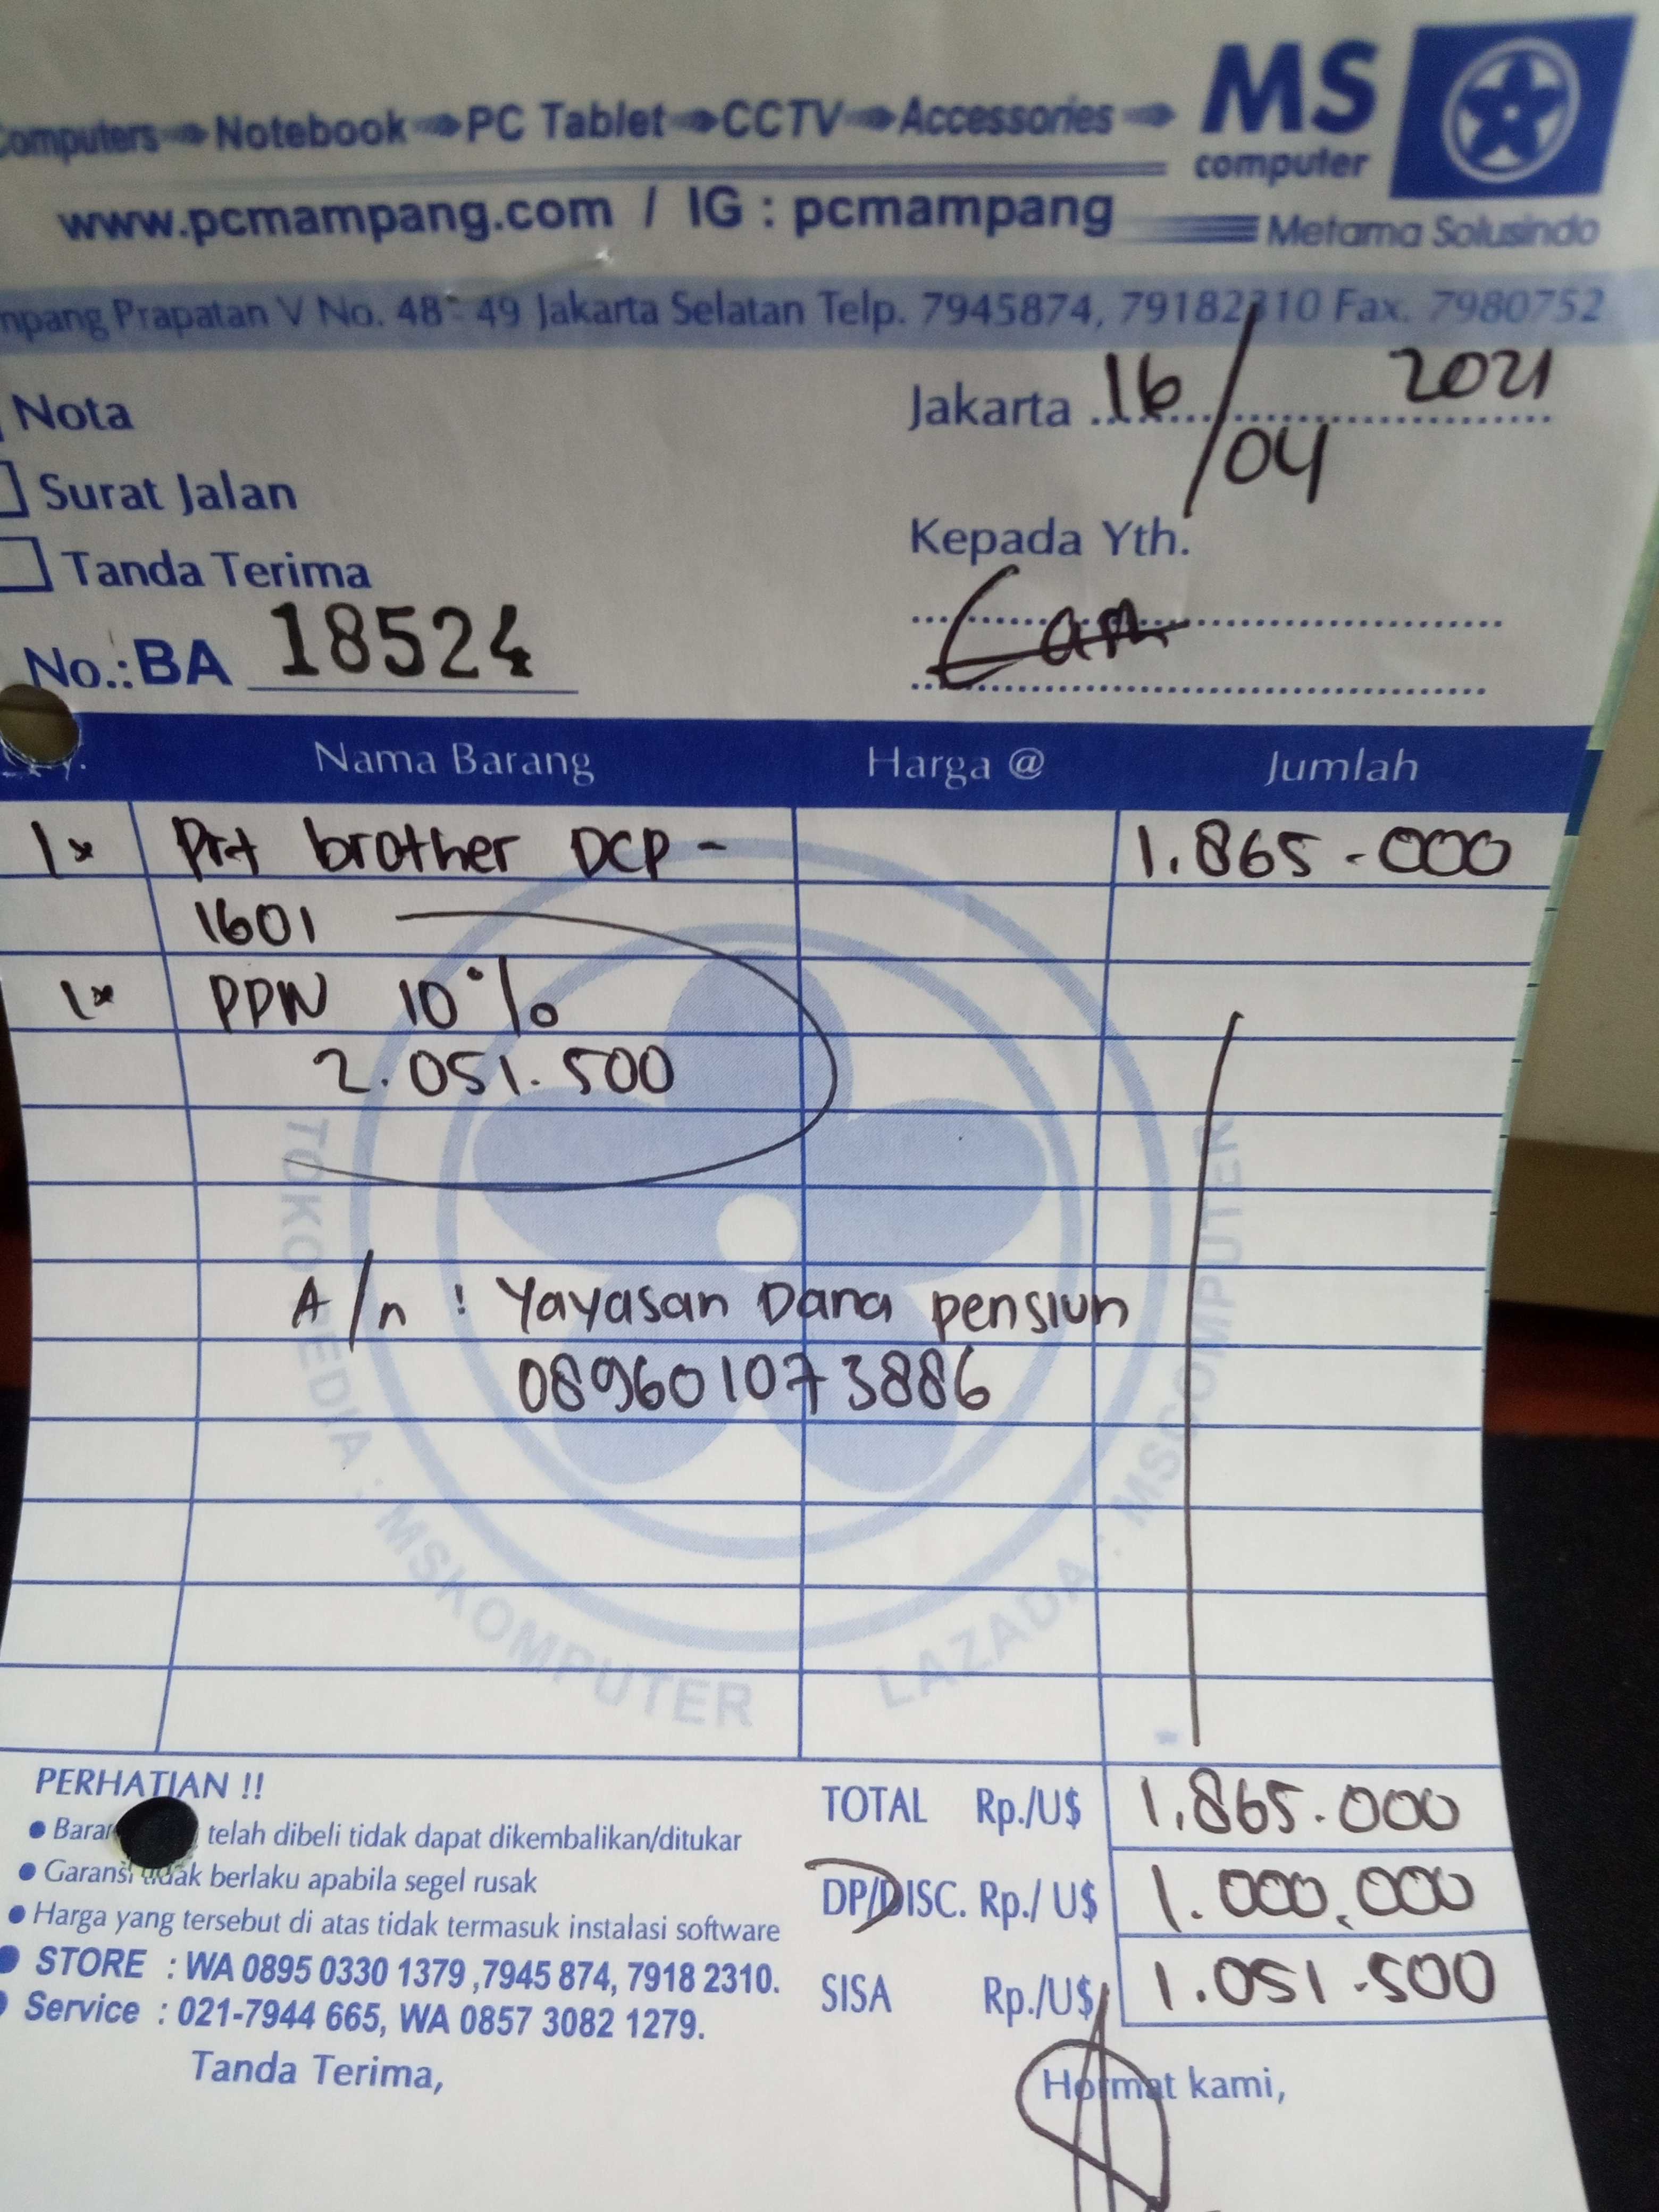 Computers Notebook PC Tablet CCTV Accessories
MS
computer
www.pcmampang.com / IG : pcmampang
Metama Solusindo
Prapatan V No. 48 - 49 Jakarta Selatan Telp. 7945874, 79182310 Fax. 7980752
Nota
Jakarta 16/04 2021
Surat Jalan
Kepada Yth.
Tanda Terima
No.: BA 18524
Nama Barang Harga @ Jumlah
1x Prt brother DCP - 1.865.000
1601
1x PPN 10%
2.051.500
A/n : Yayasan Dana pensiun
089601073886
TOKOPEDIA : MSKOMPUTER
LAZADA : MSCOMPUTER
PERHATIAN !!
telah dibeli tidak dapat dikembalikan/ditukar
Garansi tidak berlaku apabila segel rusak
Harga yang tersebut di atas tidak termasuk instalasi software
STORE : WA 0895 0330 1379 ,7945 874, 7918 2310.
Service : 021-7944 665, WA 0857 3082 1279.
TOTAL Rp./U$ 1.865.000
DP/DISC. Rp./ U$ 1.000.000
SISA Rp./U$ 1.051.500
Tanda Terima,
Hormat kami,